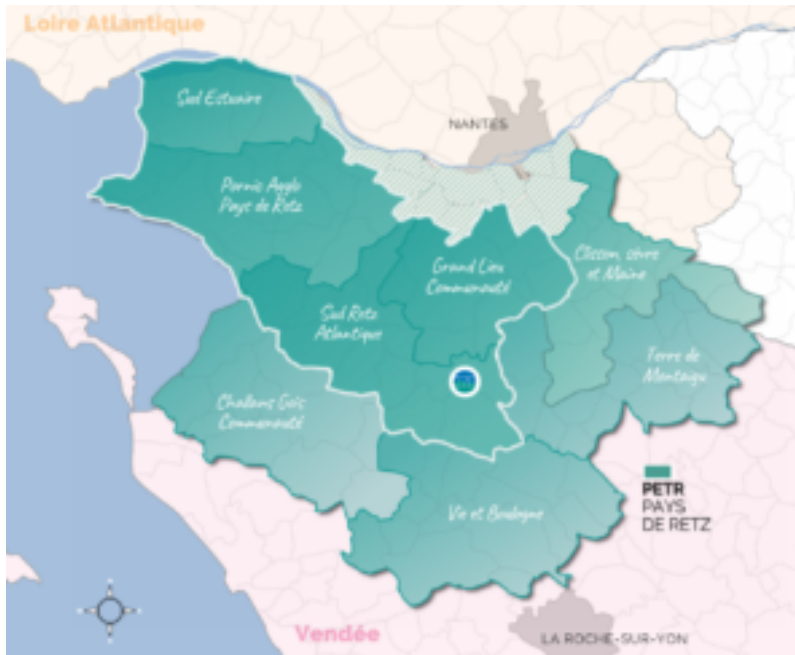 Loire Atlantique
Sud Estuaire
NANTES
Pornic Agglo
Pays de Retz
Clisson, sèvre
et Maine
Grand Lieu
Communauté
Sud Retz
Atlantique
Terre de
Montaigu
Challans Gois
Communauté
PETR
PAYS
DE RETZ
Vie et Boulogne
Vendée
LA ROCHE-SUR-YON